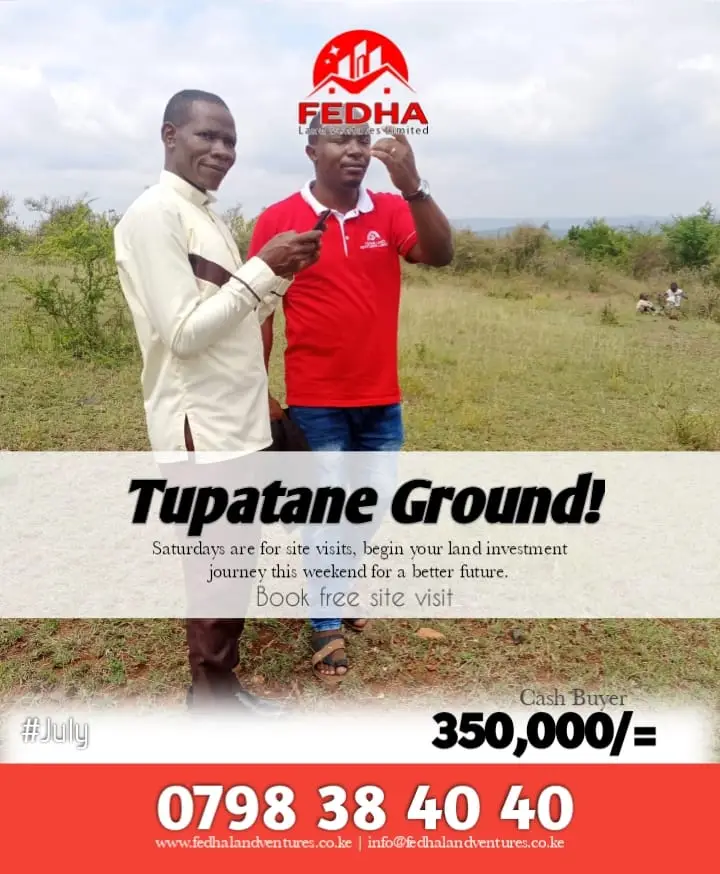 FEDHA
Land Ventures Limited
Tupatane Ground!
Saturdays are for site visits, begin your land investment
journey this weekend for a better future.
Book free site visit
Cash Buyer
#July
350,000/=
0798 38 40 40
www.fedhalandventures.co.ke | info@fedhalandventures.co.ke